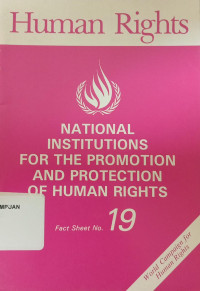 Human Rights
NATIONAL
INSTITUTIONS
FOR THE PROMOTION
AND PROTECTION
OF HUMAN RIGHTS
MPJAN
Fact Sheet No. 19
World Campaign for
Human Rights